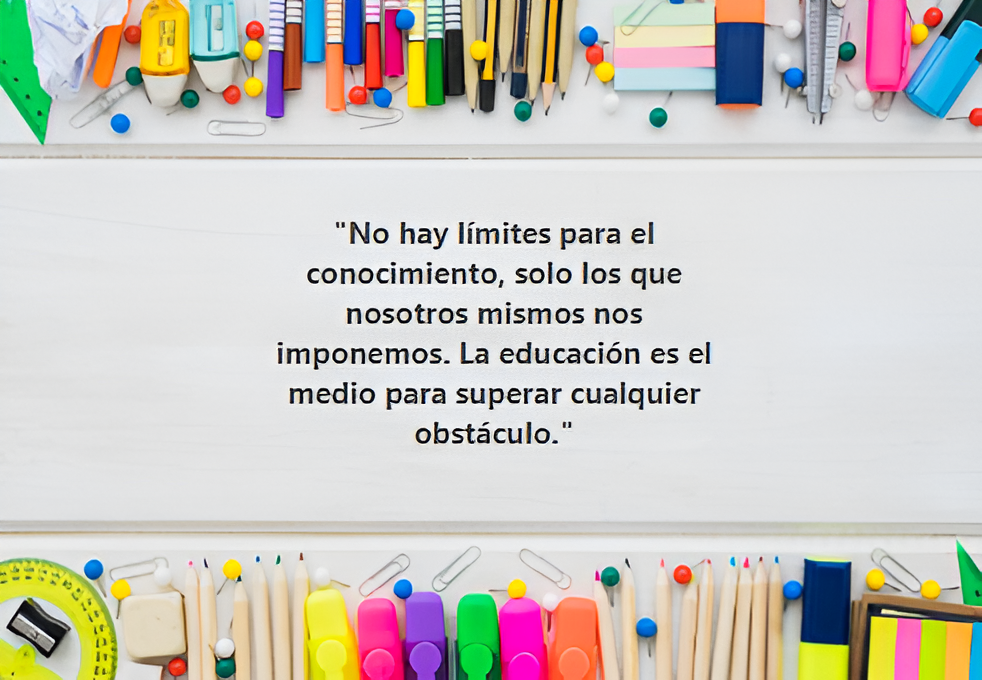 "No hay límites para el
conocimiento, solo los que
nosotros mismos nos
imponemos. La educación es el
medio para superar cualquier
obstáculo."